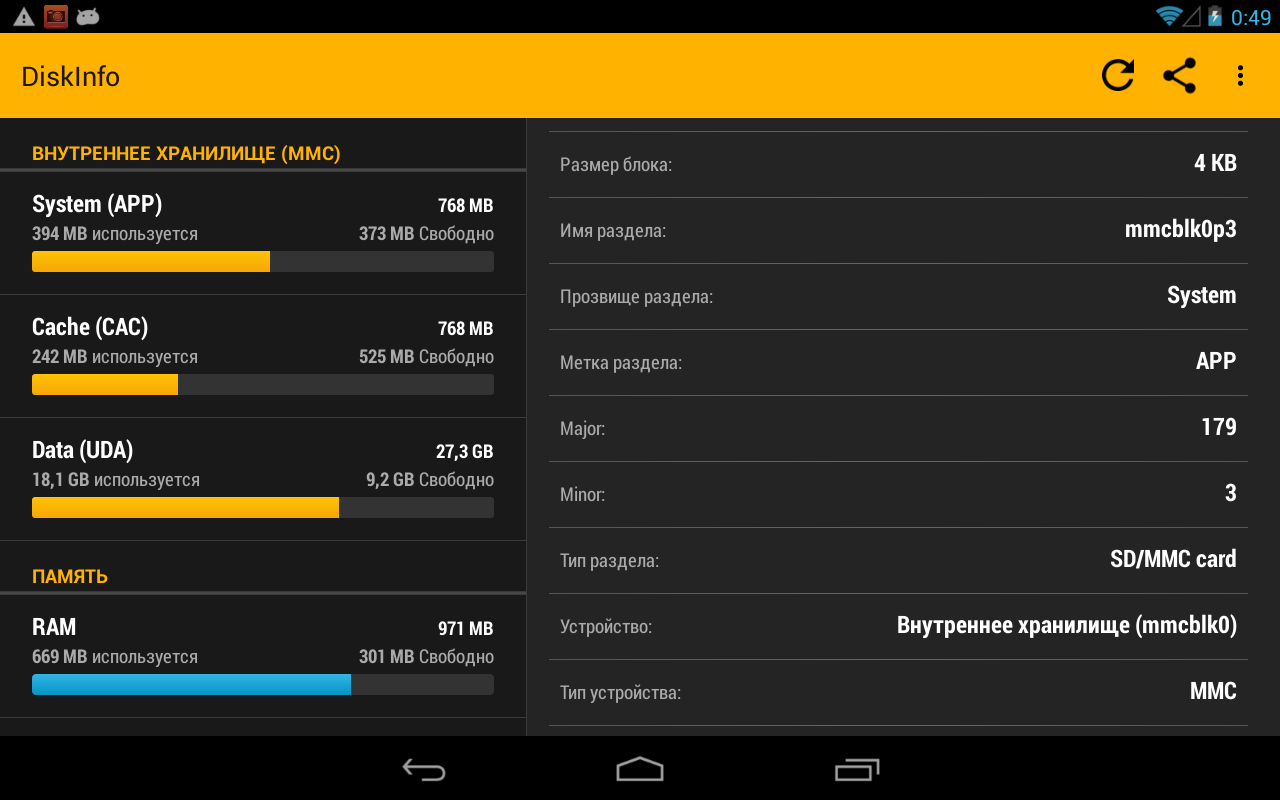 0:49
DiskInfo
ВНУТРЕННЕЕ ХРАНИЛИЩЕ (MMC)
System (APP) 768 MB
394 MB используется 373 MB Свободно
Cache (CAC) 768 MB
242 MB используется 525 MB Свободно
Data (UDA) 27,3 GB
18,1 GB используется 9,2 GB Свободно
ПАМЯТЬ
RAM 971 MB
669 MB используется 301 MB Свободно
Размер блока: 4 KB
Имя раздела: mmcblk0p3
Прозвище раздела: System
Метка раздела: APP
Major: 179
Minor: 3
Тип раздела: SD/MMC card
Устройство: Внутреннее хранилище (mmcblk0)
Тип устройства: MMC